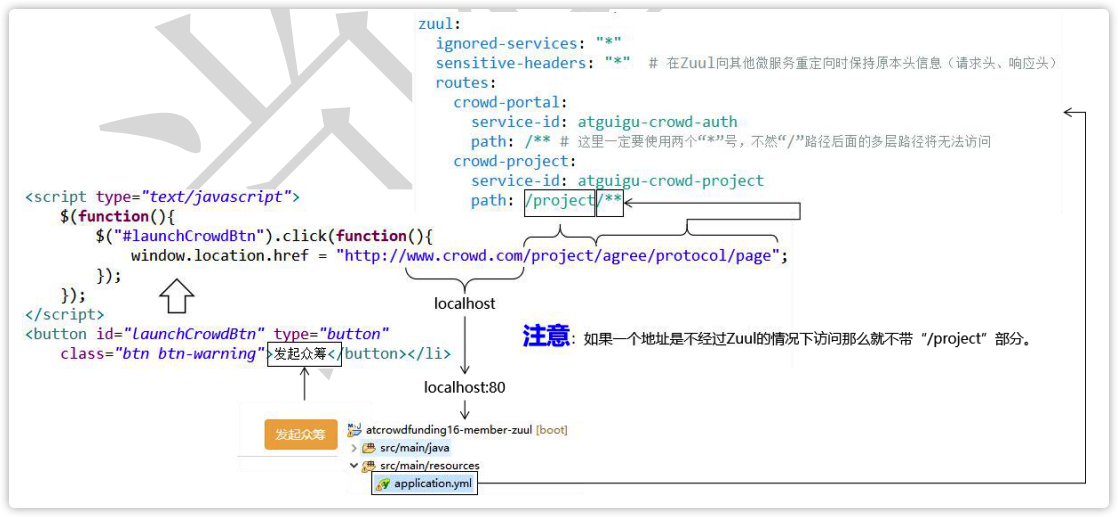 zuul:
ignored-services: "*"
sensitive-headers: "*" # 在Zuul向其他微服务重定向时保持原本头信息（请求头、响应头）
routes:
crowd-portal:
service-id: atguigu-crowd-auth
path: /** # 这里一定要使用两个“*”号，不然“/”路径后面的多层路径将无法访问
crowd-project:
service-id: atguigu-crowd-project
path: /project/**
<script type="text/javascript">
$(function(){
$("#launchCrowdBtn").click(function(){
window.location.href = "http://www.crowd.com/project/agree/protocol/page";
});
});
</script>
<button id="launchCrowdBtn" type="button"
class="btn btn-warning">发起众筹</button></li>
localhost
注意：如果一个地址是不经过Zuul的情况下访问那么就不带“/project”部分。
localhost:80
发起众筹
atcrowdfunding16-member-zuul [boot]
src/main/java
src/main/resources
application.yml